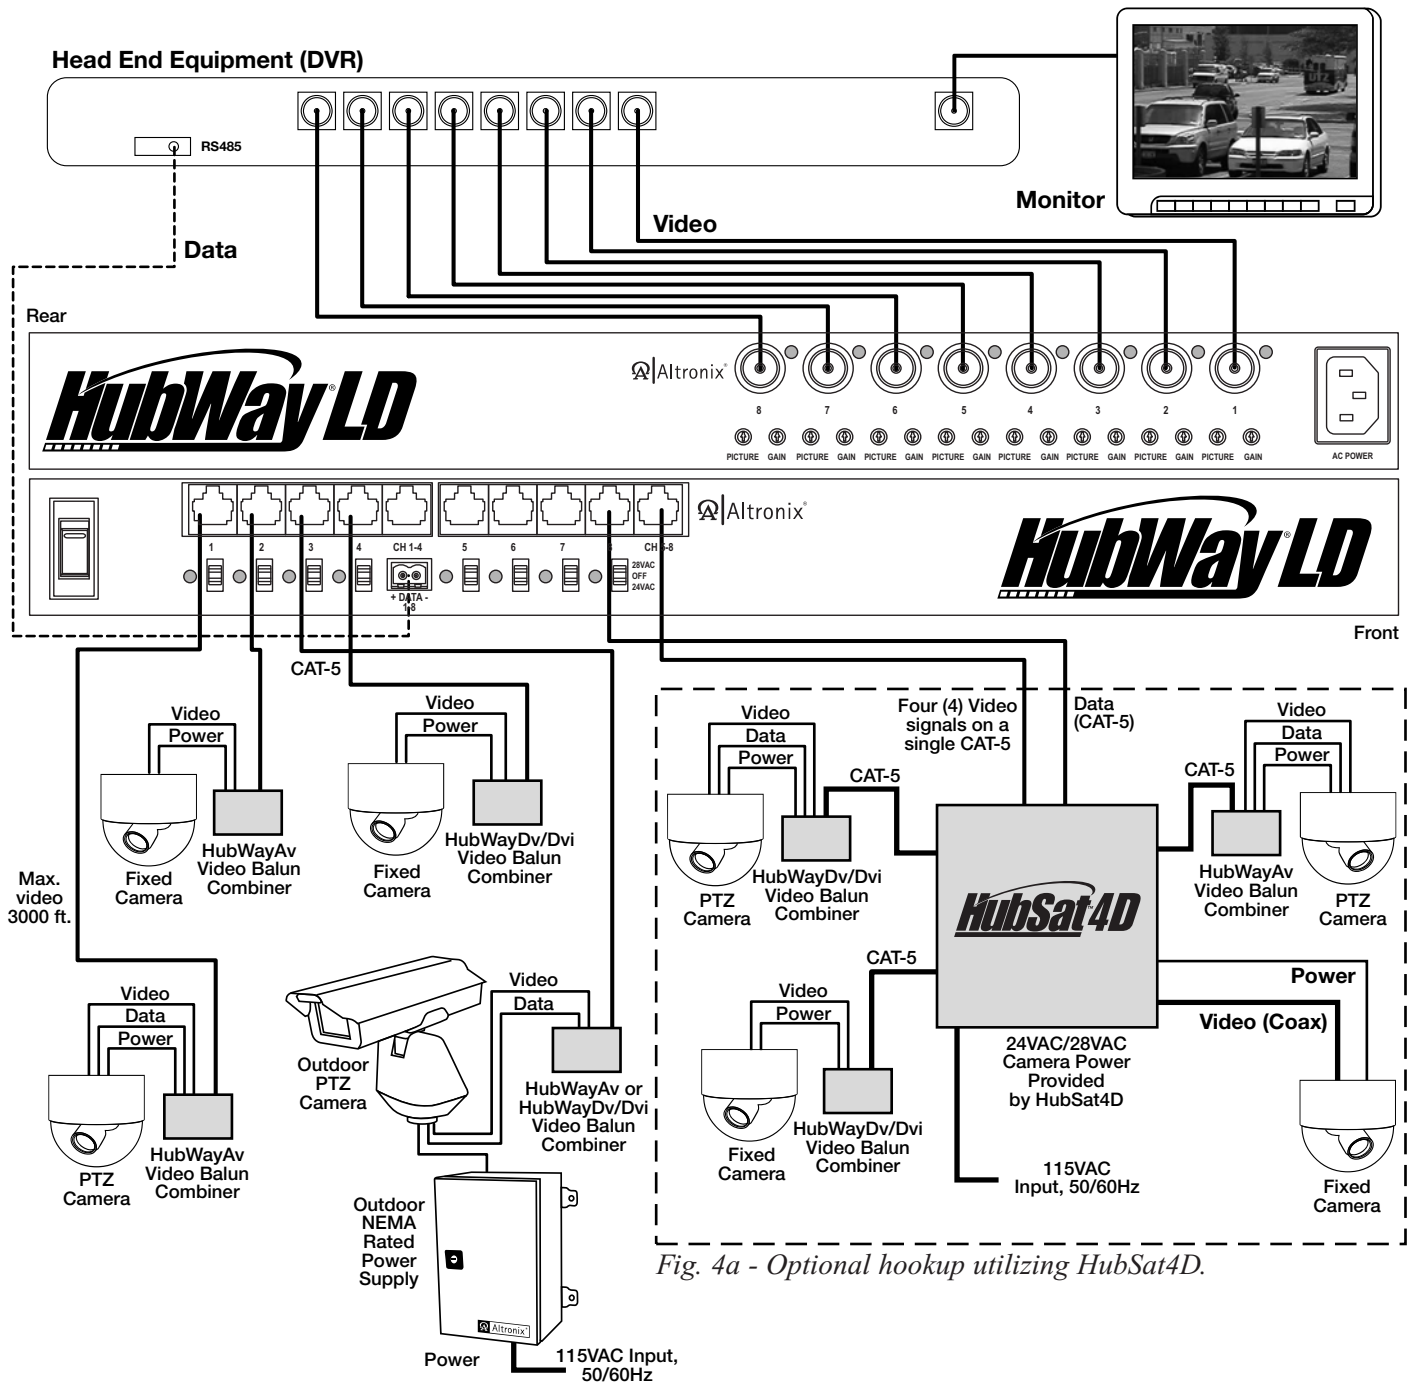 Head End Equipment (DVR)
RS485
Monitor
Video
Data
Rear
HubWay® LD
Altronix®
8 7 6 5 4 3 2 1
PICTURE GAIN PICTURE GAIN PICTURE GAIN PICTURE GAIN PICTURE GAIN PICTURE GAIN PICTURE GAIN PICTURE GAIN
AC POWER
Altronix®
HubWay® LD
1 2 3 4 CH 1-4 5 6 7 8 CH 5-8
28VAC
OFF
24VAC
+ DATA -
1-8
Front
CAT-5
Video
Power
Fixed
Camera
HubWayAv
Video Balun
Combiner
Video
Power
Fixed
Camera
HubWayDv/Dvi
Video Balun
Combiner
Max.
video
3000 ft.
Video
Data
Power
PTZ
Camera
HubWayAv
Video Balun
Combiner
Video
Data
Outdoor
PTZ
Camera
HubWayAv or
HubWayDv/Dvi
Video Balun
Combiner
Outdoor
NEMA
Rated
Power
Supply
Altronix®
Power
115VAC Input,
50/60Hz
Four (4) Video
signals on a
single CAT-5
Data
(CAT-5)
Video
Data
Power
CAT-5
PTZ
Camera
HubWayDv/Dvi
Video Balun
Combiner
Video
Data
Power
CAT-5
HubWayAv
Video Balun
Combiner
PTZ
Camera
HubSat™4D
CAT-5
Video
Power
Fixed
Camera
HubWayDv/Dvi
Video Balun
Combiner
Power
Video (Coax)
24VAC/28VAC
Camera Power
Provided
by HubSat4D
115VAC
Input, 50/60Hz
Fixed
Camera
Fig. 4a - Optional hookup utilizing HubSat4D.